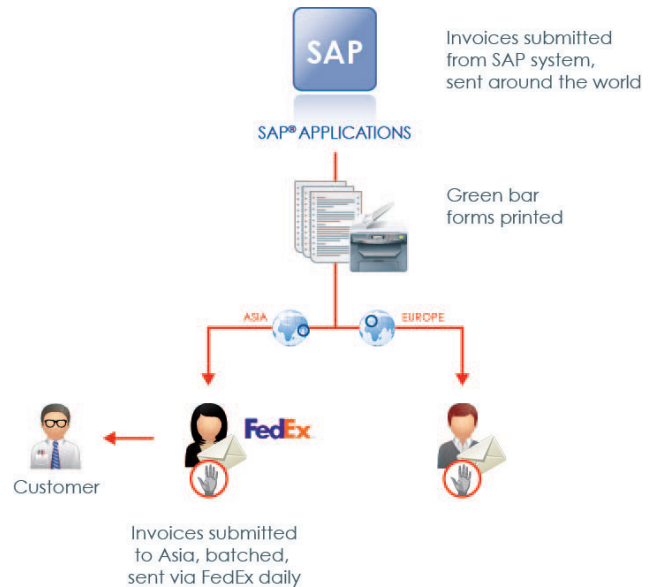 SAP
Invoices submitted
from SAP system,
sent around the world
SAP® APPLICATIONS
Green bar
forms printed
ASIA
EUROPE
FedEx
Customer
Invoices submitted
to Asia, batched,
sent via FedEx daily